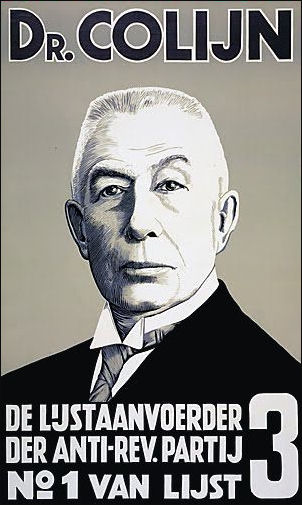 DR. COLIJN
DE LIJSTAANVOERDER
DER ANTI-REV. PARTIJ
No 1 VAN LIJST 3